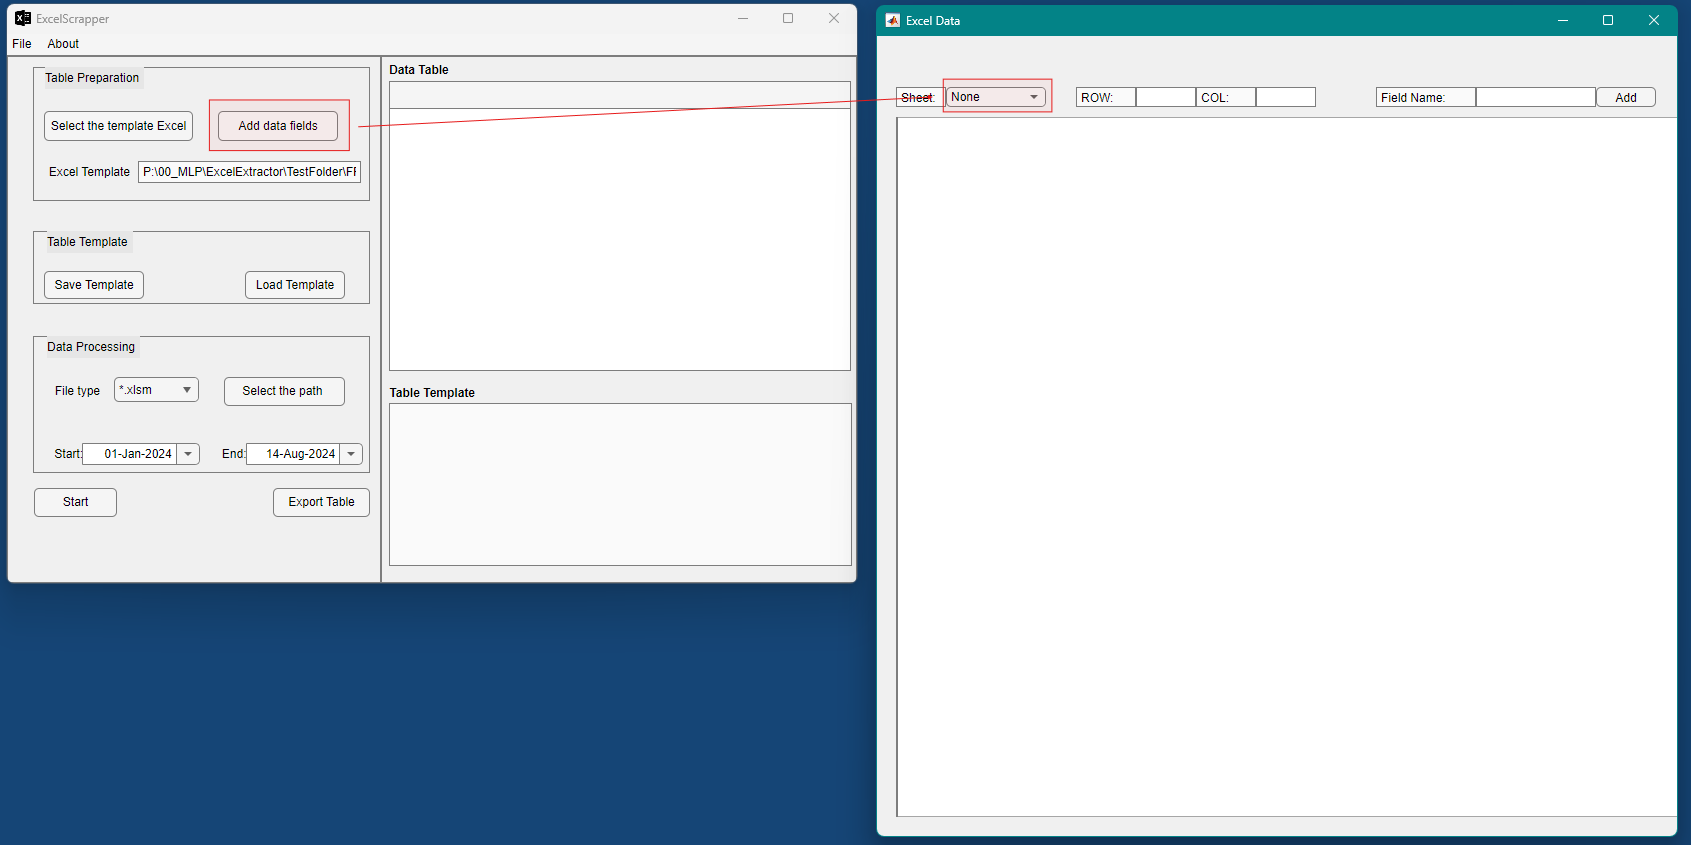 ExcelScrapper
File About
Table Preparation
Select the template Excel
Add data fields
Excel Template
P:\00_MLP\ExcelExtractor\TestFolder\FF
Table Template
Save Template
Load Template
Data Processing
File type
*.xlsm
Select the path
Start:
01-Jan-2024
End:
14-Aug-2024
Start
Export Table
Data Table
Table Template
Excel Data
Sheet:
None
ROW:
COL:
Field Name:
Add